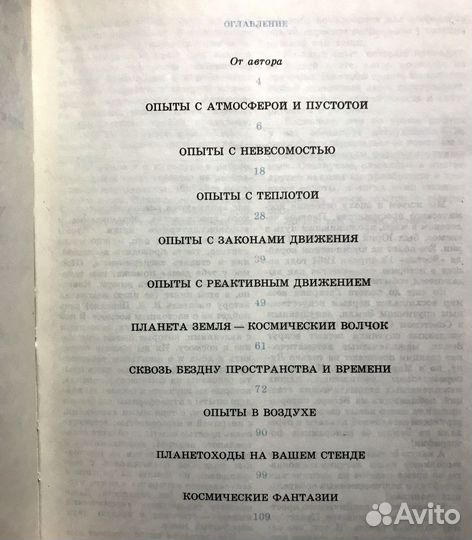 ОГЛАВЛЕНИЕ
От автора
4
ОПЫТЫ С АТМОСФЕРОЙ И ПУСТОТОЙ
6
ОПЫТЫ С НЕВЕСОМОСТЬЮ
18
ОПЫТЫ С ТЕПЛОТОЙ
28
ОПЫТЫ С ЗАКОНАМИ ДВИЖЕНИЯ
39
ОПЫТЫ С РЕАКТИВНЫМ ДВИЖЕНИЕМ
49
ПЛАНЕТА ЗЕМЛЯ — КОСМИЧЕСКИЙ ВОЛЧОК
61
СКВОЗЬ БЕЗДНУ ПРОСТРАНСТВА И ВРЕМЕНИ
72
ОПЫТЫ В ВОЗДУХЕ
90
ПЛАНЕТОХОДЫ НА ВАШЕМ СТЕНДЕ
99
КОСМИЧЕСКИЕ ФАНТАЗИИ
109
Avito